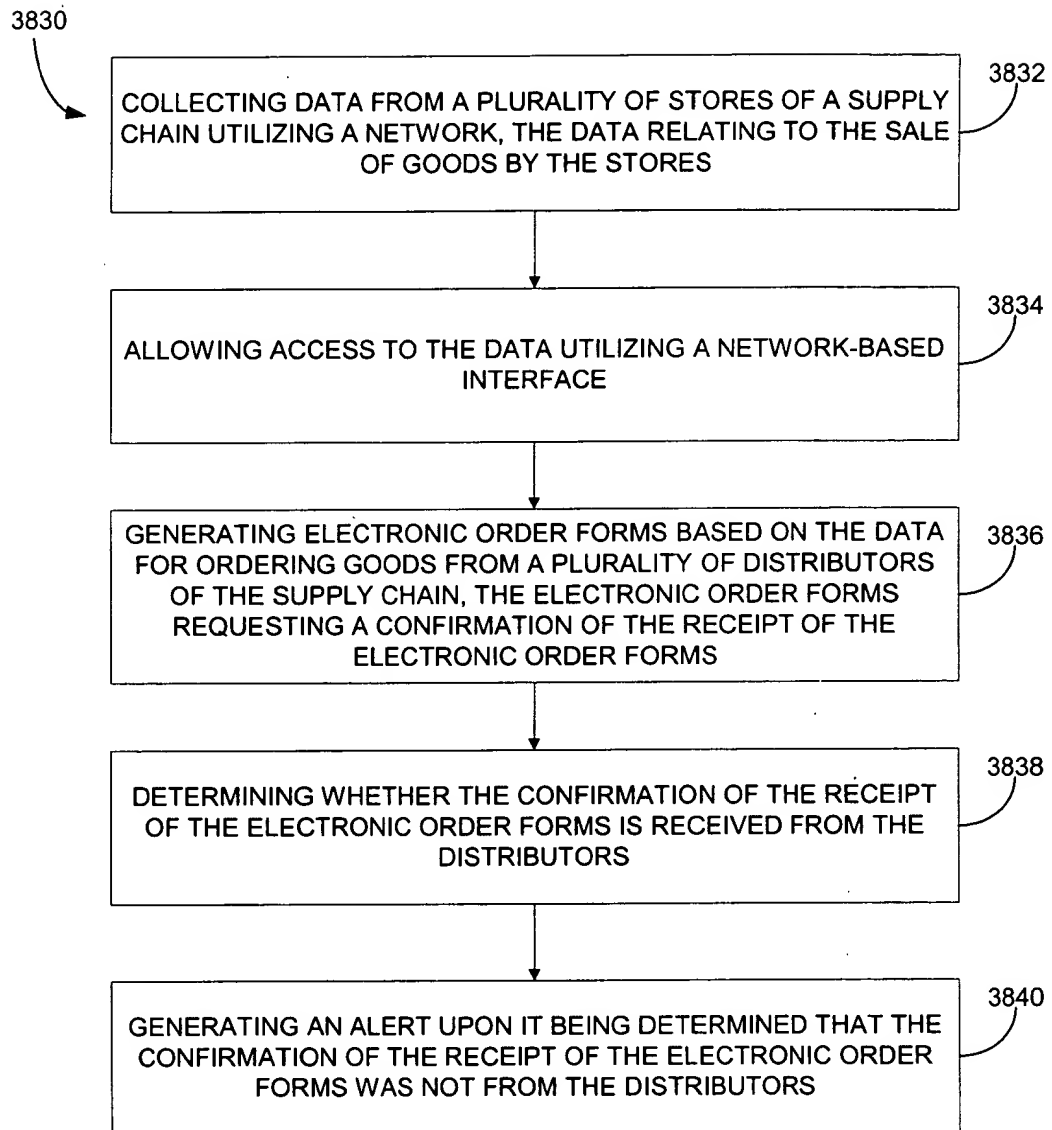 3830
3832
COLLECTING DATA FROM A PLURALITY OF STORES OF A SUPPLY
CHAIN UTILIZING A NETWORK, THE DATA RELATING TO THE SALE
OF GOODS BY THE STORES
3834
ALLOWING ACCESS TO THE DATA UTILIZING A NETWORK-BASED
INTERFACE
3836
GENERATING ELECTRONIC ORDER FORMS BASED ON THE DATA
FOR ORDERING GOODS FROM A PLURALITY OF DISTRIBUTORS
OF THE SUPPLY CHAIN, THE ELECTRONIC ORDER FORMS
REQUESTING A CONFIRMATION OF THE RECEIPT OF THE
ELECTRONIC ORDER FORMS
3838
DETERMINING WHETHER THE CONFIRMATION OF THE RECEIPT
OF THE ELECTRONIC ORDER FORMS IS RECEIVED FROM THE
DISTRIBUTORS
3840
GENERATING AN ALERT UPON IT BEING DETERMINED THAT THE
CONFIRMATION OF THE RECEIPT OF THE ELECTRONIC ORDER
FORMS WAS NOT FROM THE DISTRIBUTORS